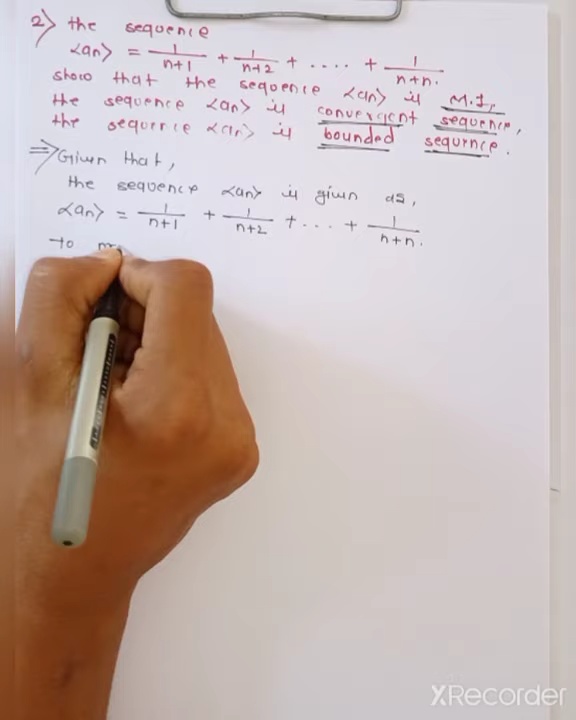 2) the sequence
<an> = 1/n+1 + 1/n+2 + .... + 1/n+n.
show that the sequence <an> is M.I,
the sequence <an> is convergent sequence,
the sequence <an> is bounded sequence.
=> Given that,
the sequence <an> is given as,
<an> = 1/n+1 + 1/n+2 + ... + 1/n+n.
to
XRecorder